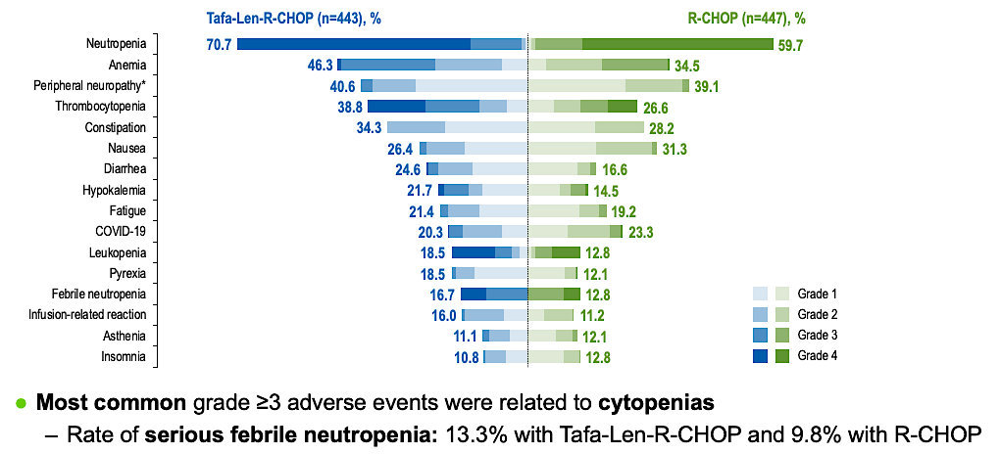 Tafa-Len-R-CHOP (n=443), % R-CHOP (n=447), %
Neutropenia 70.7 59.7
Anemia 46.3 34.5
Peripheral neuropathy* 40.6 39.1
Thrombocytopenia 38.8 26.6
Constipation 34.3 28.2
Nausea 26.4 31.3
Diarrhea 24.6 16.6
Hypokalemia 21.7 14.5
Fatigue 21.4 19.2
COVID-19 20.3 23.3
Leukopenia 18.5 12.8
Pyrexia 18.5 12.1
Febrile neutropenia 16.7 12.8
Infusion-related reaction 16.0 11.2
Asthenia 11.1 12.1
Insomnia 10.8 12.8
Grade 1
Grade 2
Grade 3
Grade 4
● Most common grade ≥3 adverse events were related to cytopenias
– Rate of serious febrile neutropenia: 13.3% with Tafa-Len-R-CHOP and 9.8% with R-CHOP